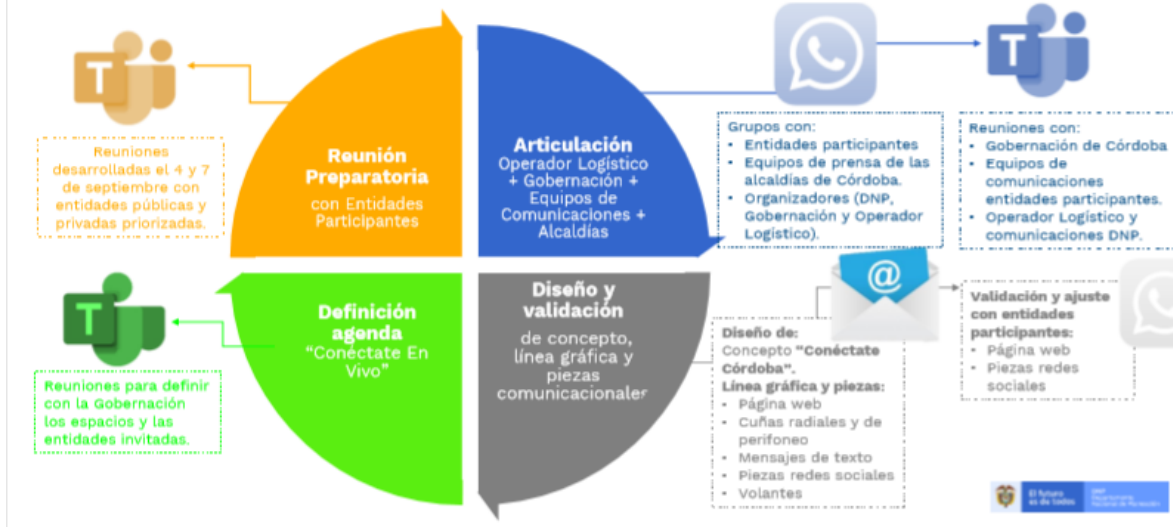 T
Reuniones
desarrolladas el 4 y 7
de septiembre con
entidades públicas y
privadas priorizadas.
Reunión
Preparatoria
con Entidades
Participantes
Articulación
Operador Logístico
+ Gobernación +
Equipos de
Comunicaciones +
Alcaldías
Grupos con:
• Entidades participantes
• Equipos de prensa de las
alcaldías de Córdoba.
• Organizadores (DNP,
Gobernación y Operador
Logístico).
T
Reuniones con:
• Gobernación de Córdoba
• Equipos de
comunicaciones
entidades participantes.
• Operador Logístico y
comunicaciones DNP.
T
Reuniones para definir
con la Gobernación
los espacios y las
entidades invitadas.
Definición
agenda
“Conéctate En
Vivo”
Diseño y
validación
de concepto,
línea gráfica y
piezas
comunicacionales
@
Diseño de:
Concepto “Conéctate
Córdoba”.
Línea gráfica y piezas:
• Página web
• Cuñas radiales y de
perifoneo
• Mensajes de texto
• Piezas redes sociales
• Volantes
Validación y ajuste
con entidades
participantes:
• Página web
• Piezas redes
sociales
El futuro
es de todos
DNP
Departamento
Nacional de Planeación